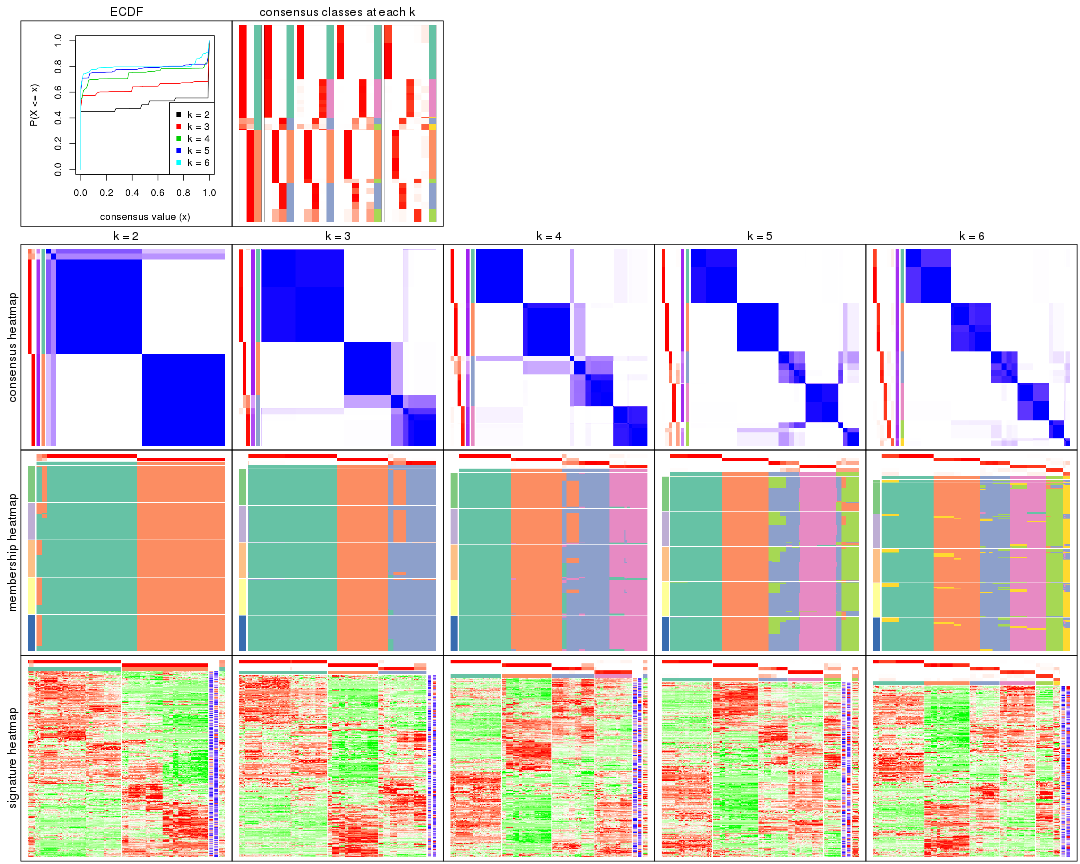 ECDF
consensus classes at each k
P(X <= x)
0.0
0.2
0.4
0.6
0.8
1.0
k = 2
k = 3
k = 4
k = 5
k = 6
0.0 0.2 0.4 0.6 0.8 1.0
consensus value (x)
k = 2
k = 3
k = 4
k = 5
k = 6
consensus heatmap
membership heatmap
signature heatmap